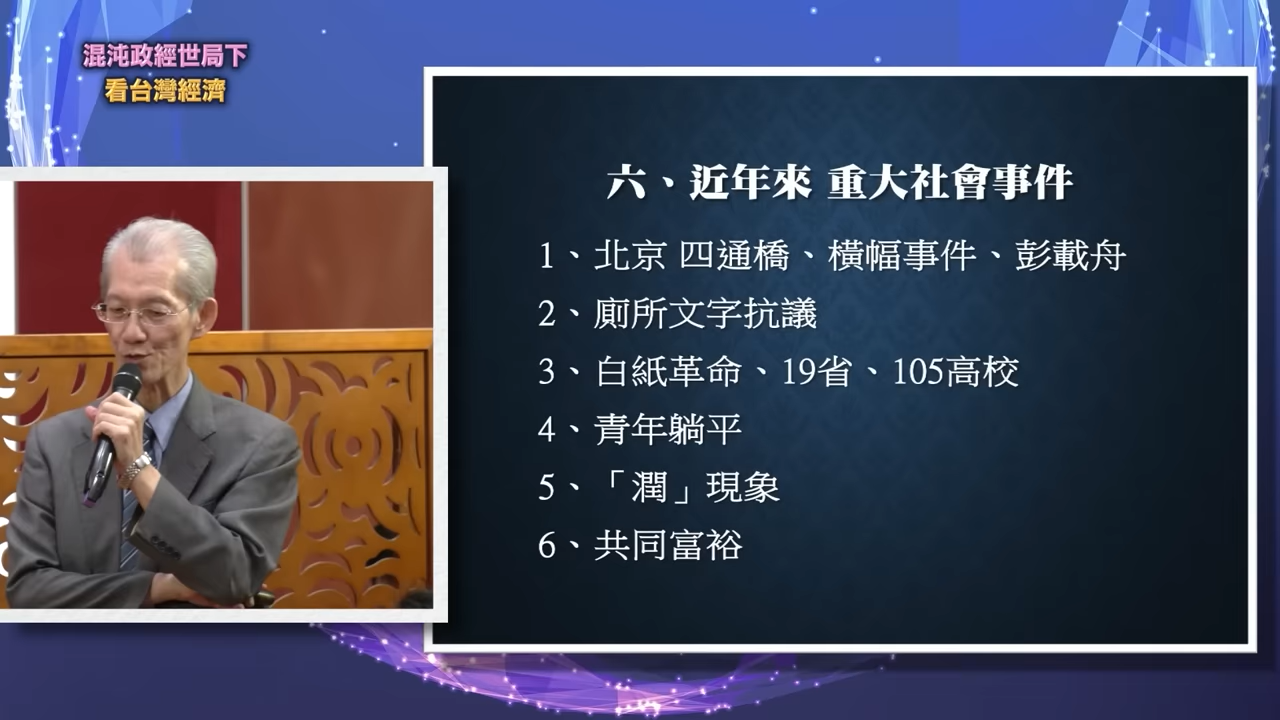 混沌政經世局下
看台灣經濟
六、近年來 重大社會事件
1、北京 四通橋、橫幅事件、彭載舟
2、廁所文字抗議
3、白紙革命、19省、105高校
4、青年躺平
5、「潤」現象
6、共同富裕